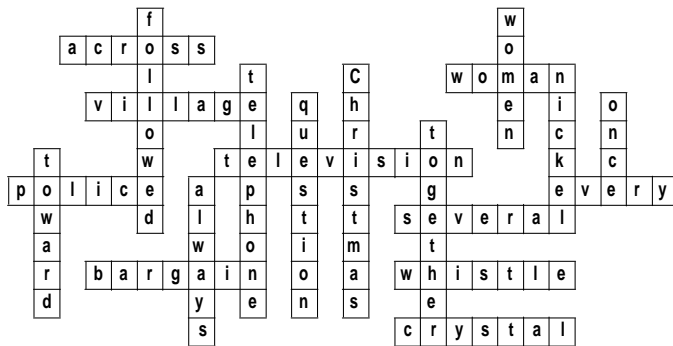 followed
women
across
telephone
Christmas
woman
nickel
village
question
once
together
toward
television
police
always
every
several
bargain
whistle
crystal